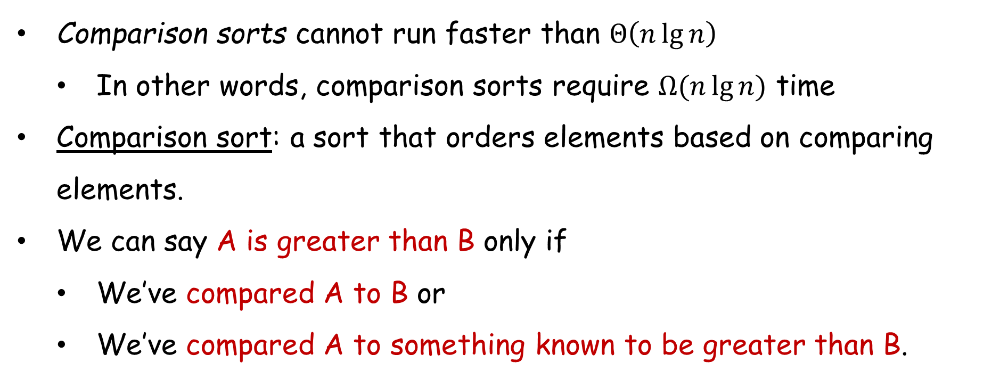 • Comparison sorts cannot run faster than Θ(n lg n)
• In other words, comparison sorts require Ω(n lg n) time
• Comparison sort: a sort that orders elements based on comparing
elements.
• We can say A is greater than B only if
• We’ve compared A to B or
• We’ve compared A to something known to be greater than B.